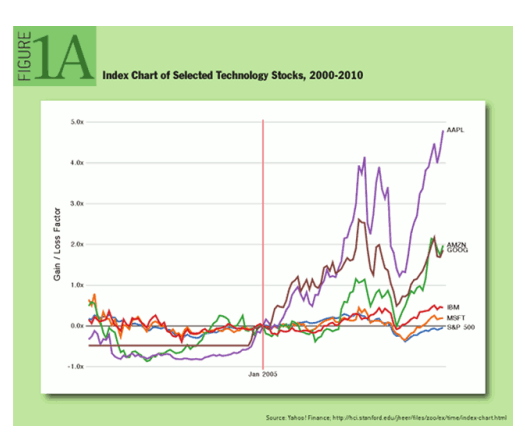 FIGURE 1A
Index Chart of Selected Technology Stocks, 2000-2010
Gain / Loss Factor
5.0x
4.0x
3.0x
2.0x
1.0x
0.0x
-1.0x
AAPL
AMZN
GOOG
IBM
MSFT
S&P 500
Jan 2005
Source: Yahoo! Finance; http://hci.stanford.edu/jheer/files/zoo/ex/time/index-chart.html